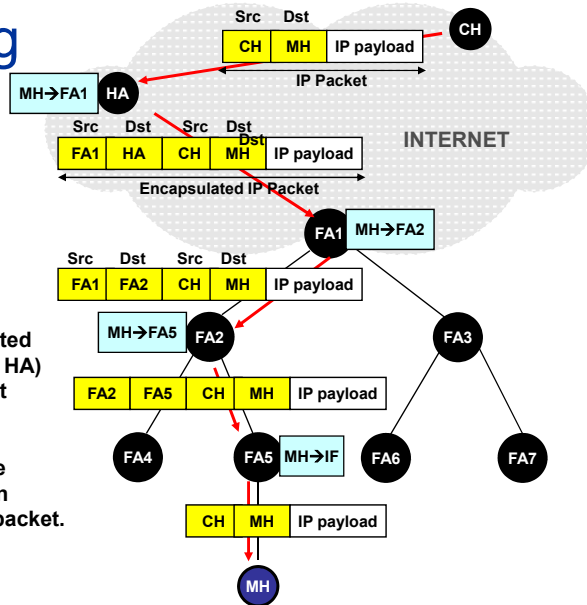 g
Src Dst
CH MH IP payload
CH
IP Packet
MH→FA1 HA
Src Dst Src Dst
Dst
FA1 HA CH MH IP payload
INTERNET
Encapsulated IP Packet
FA1 MH→FA2
Src Dst Src Dst
FA1 FA2 CH MH IP payload
ted
MH→FA5 FA2
FA3
HA)
t
FA2 FA5 CH MH IP payload
e
FA4 FA5 MH→IF FA6 FA7
n
packet.
CH MH IP payload
MH